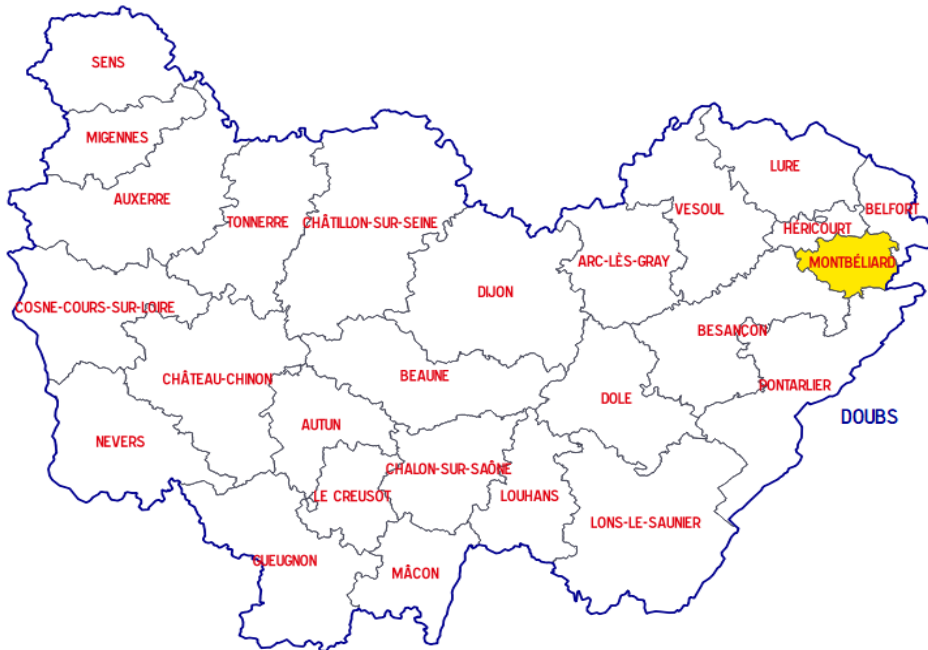 SENS
MIGENNES
LURE
AUXERRE
BELFORT
VESOUL
TONNERRE
CHÂTILLON-SUR-SEINE
HÉRICOURT
ARC-LÈS-GRAY
MONTBÉLIARD
DIJON
COSNE-COURS-SUR-LOIRE
BESANÇON
BEAUNE
CHÂTEAU-CHINON
PONTARLIER
DOLE
DOUBS
AUTUN
NEVERS
CHALON-SUR-SAÔNE
LE CREUSOT
LOUHANS
LONS-LE-SAUNIER
GUEUGNON
MÂCON